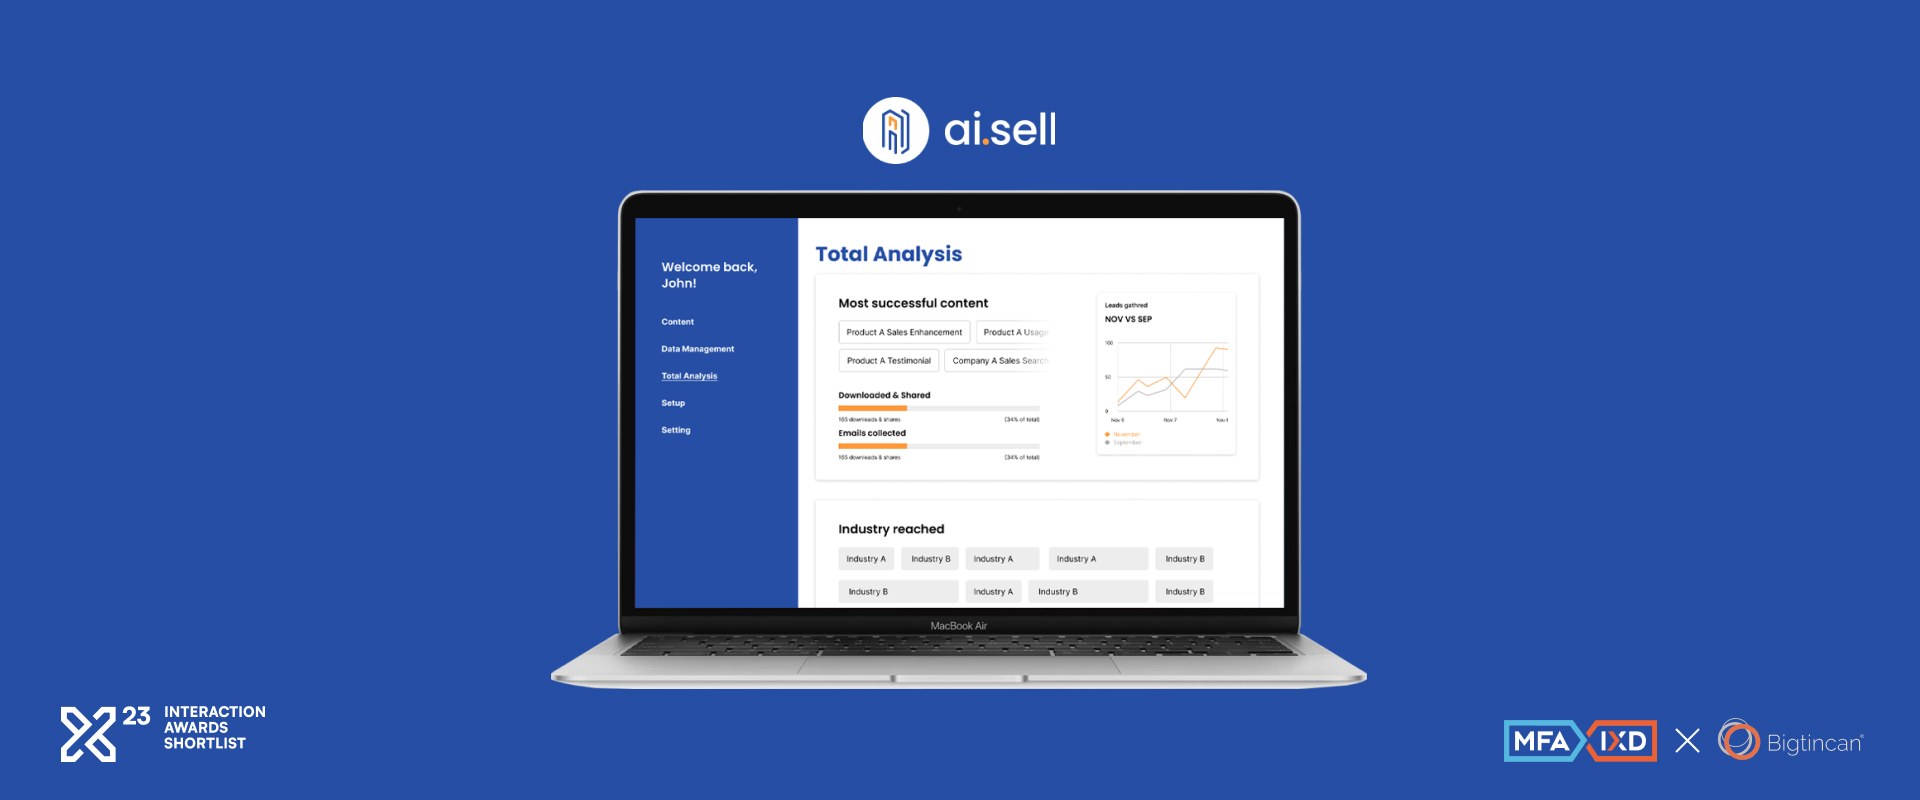 ai.sell
Welcome back,
John!
Content
Data Management
Total Analysis
Setup
Setting
Total Analysis
Most successful content
Product A Sales Enhancement
Product A Usage
Product A Testimonial
Company A Sales Search
Downloaded & Shared
165 downloads & shares
(34% of total)
Emails collected
165 downloads & shares
(34% of total)
Leads gathred
NOV VS SEP
100
50
0
Nov 6
Nov 7
Nov 8
November
September
Industry reached
Industry A
Industry B
Industry A
Industry A
Industry B
Industry B
Industry A
Industry B
Industry B
MacBook Air
23
INTERACTION
AWARDS
SHORTLIST
MFA IXD
Bigtincan®